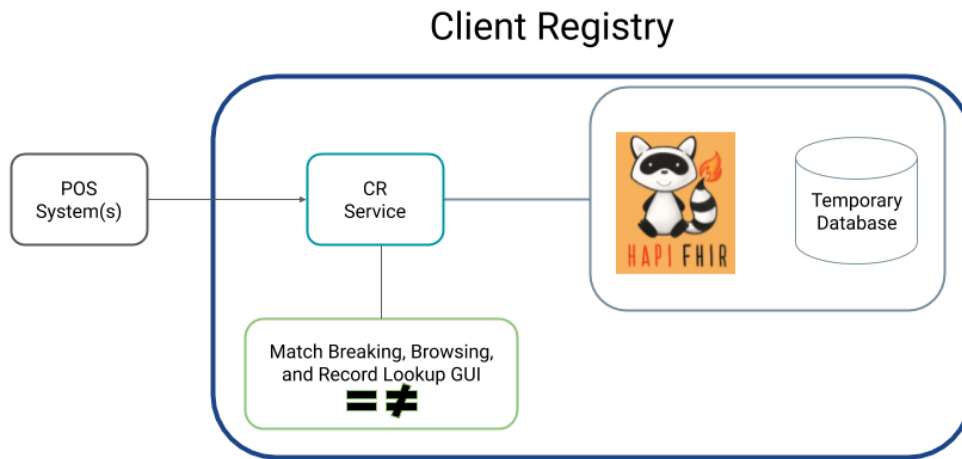 Client Registry
POS
System(s)
CR
Service
HAPI FHIR
Temporary
Database
Match Breaking, Browsing,
and Record Lookup GUI
= ≠